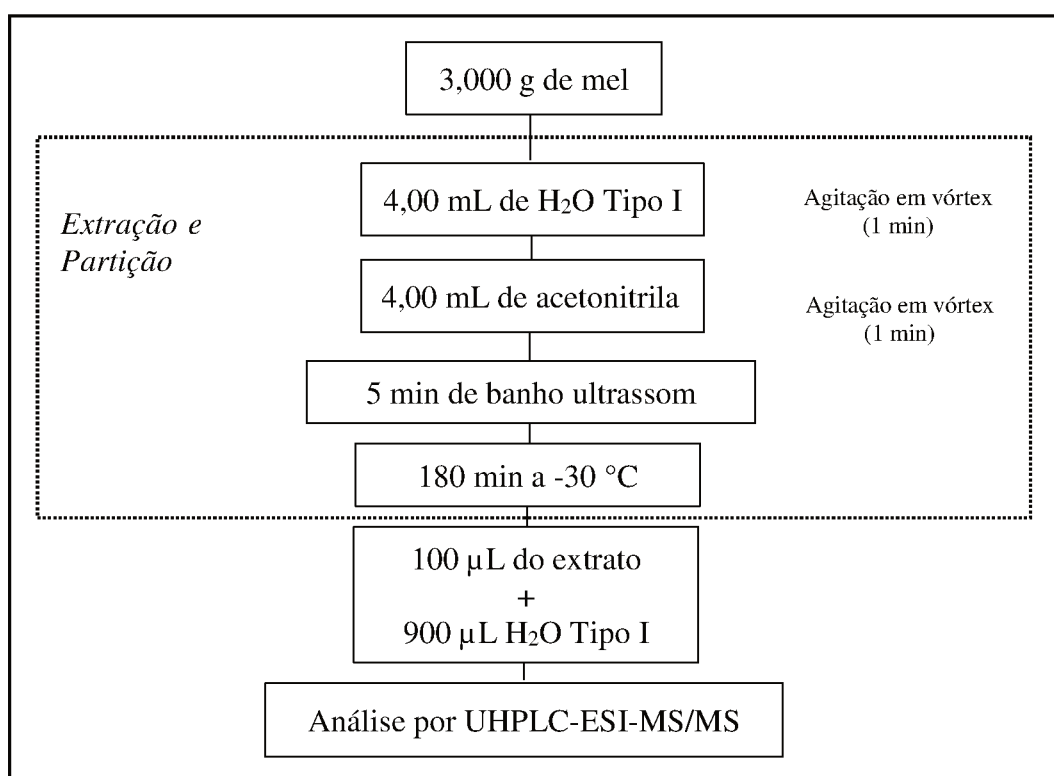 3,000 g de mel
Extração e
Partição
4,00 mL de H₂O Tipo I
Agitação em vórtex
(1 min)
4,00 mL de acetonitrila
Agitação em vórtex
(1 min)
5 min de banho ultrassom
180 min a -30 °C
100 µL do extrato
+
900 µL H₂O Tipo I
Análise por UHPLC-ESI-MS/MS